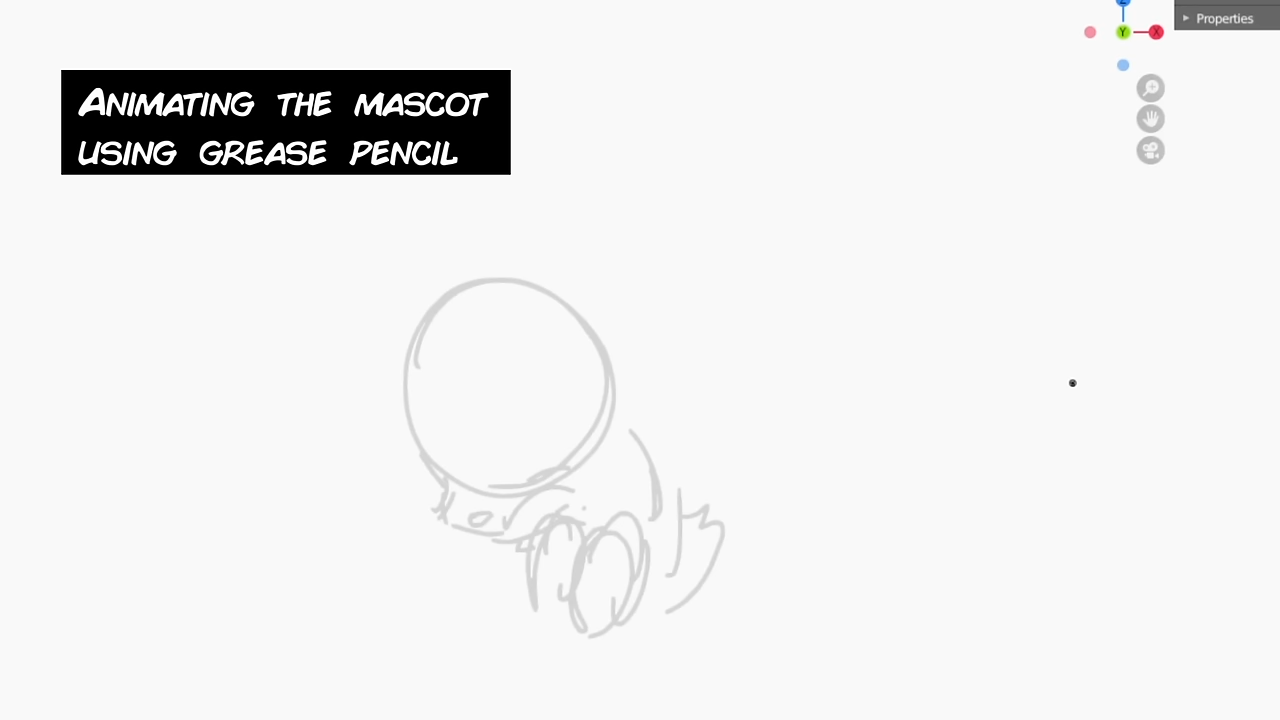 Z
Properties
Y
X
ANIMATING THE MASCOT
USING GREASE PENCIL